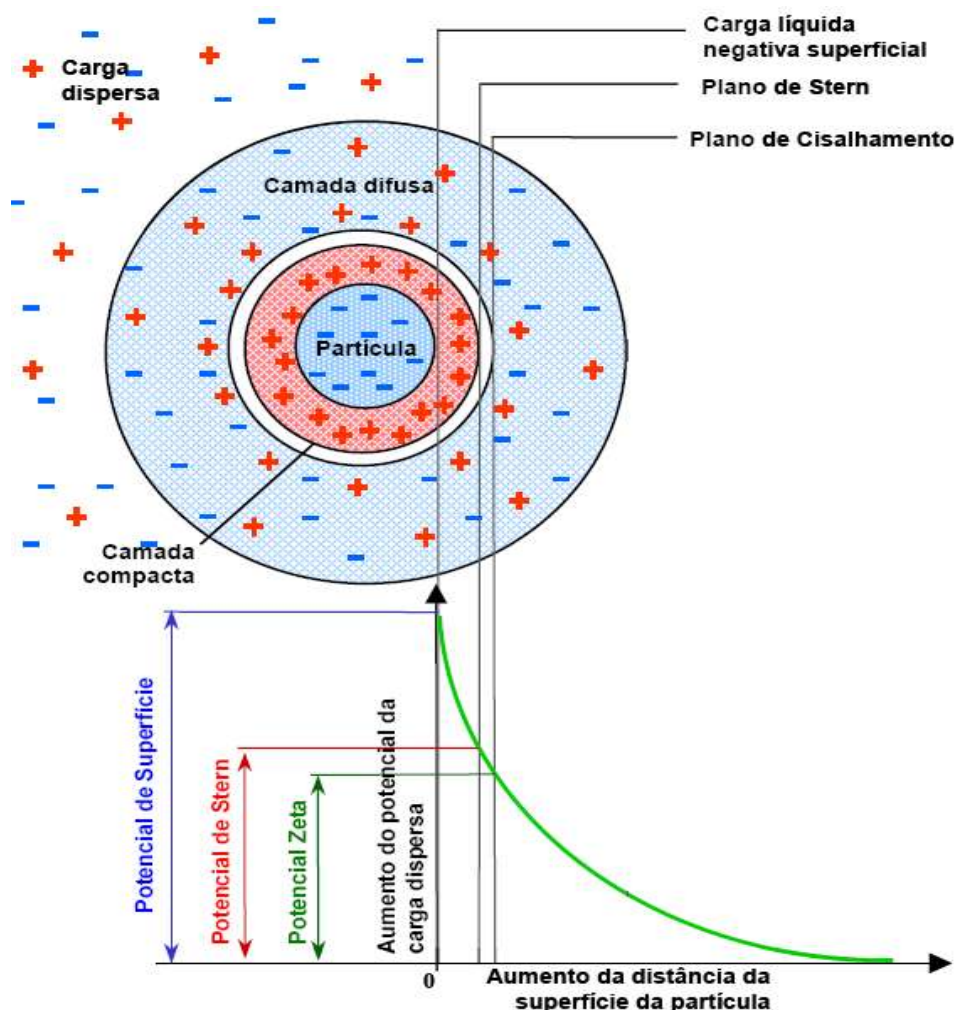 Carga líquida
negativa superficial
Plano de Stern
Plano de Cisalhamento
Carga
dispersa
Camada difusa
Partícula
Camada
compacta
Potencial de Superfície
Potencial de Stern
Potencial Zeta
Aumento do potencial da
carga dispersa
0
Aumento da distância da
superfície da partícula